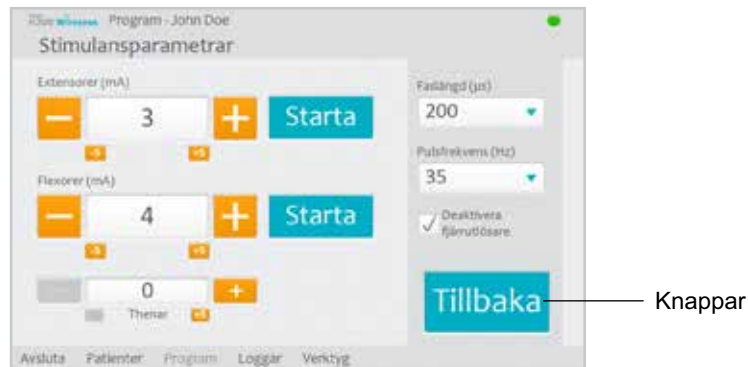 Program - John Doe
Stimulansparametrar
Extensorer (mA)
3
Starta
-5 +5
Flexorer (mA)
4
Starta
-5 +5
0
Thenar +5
Faslängd (µs)
200
Pulsfrekvens (Hz)
35
Deaktivera
fjärrutlösare
Tillbaka
Knappar
Avsluta Patienter Program Loggar Verktyg